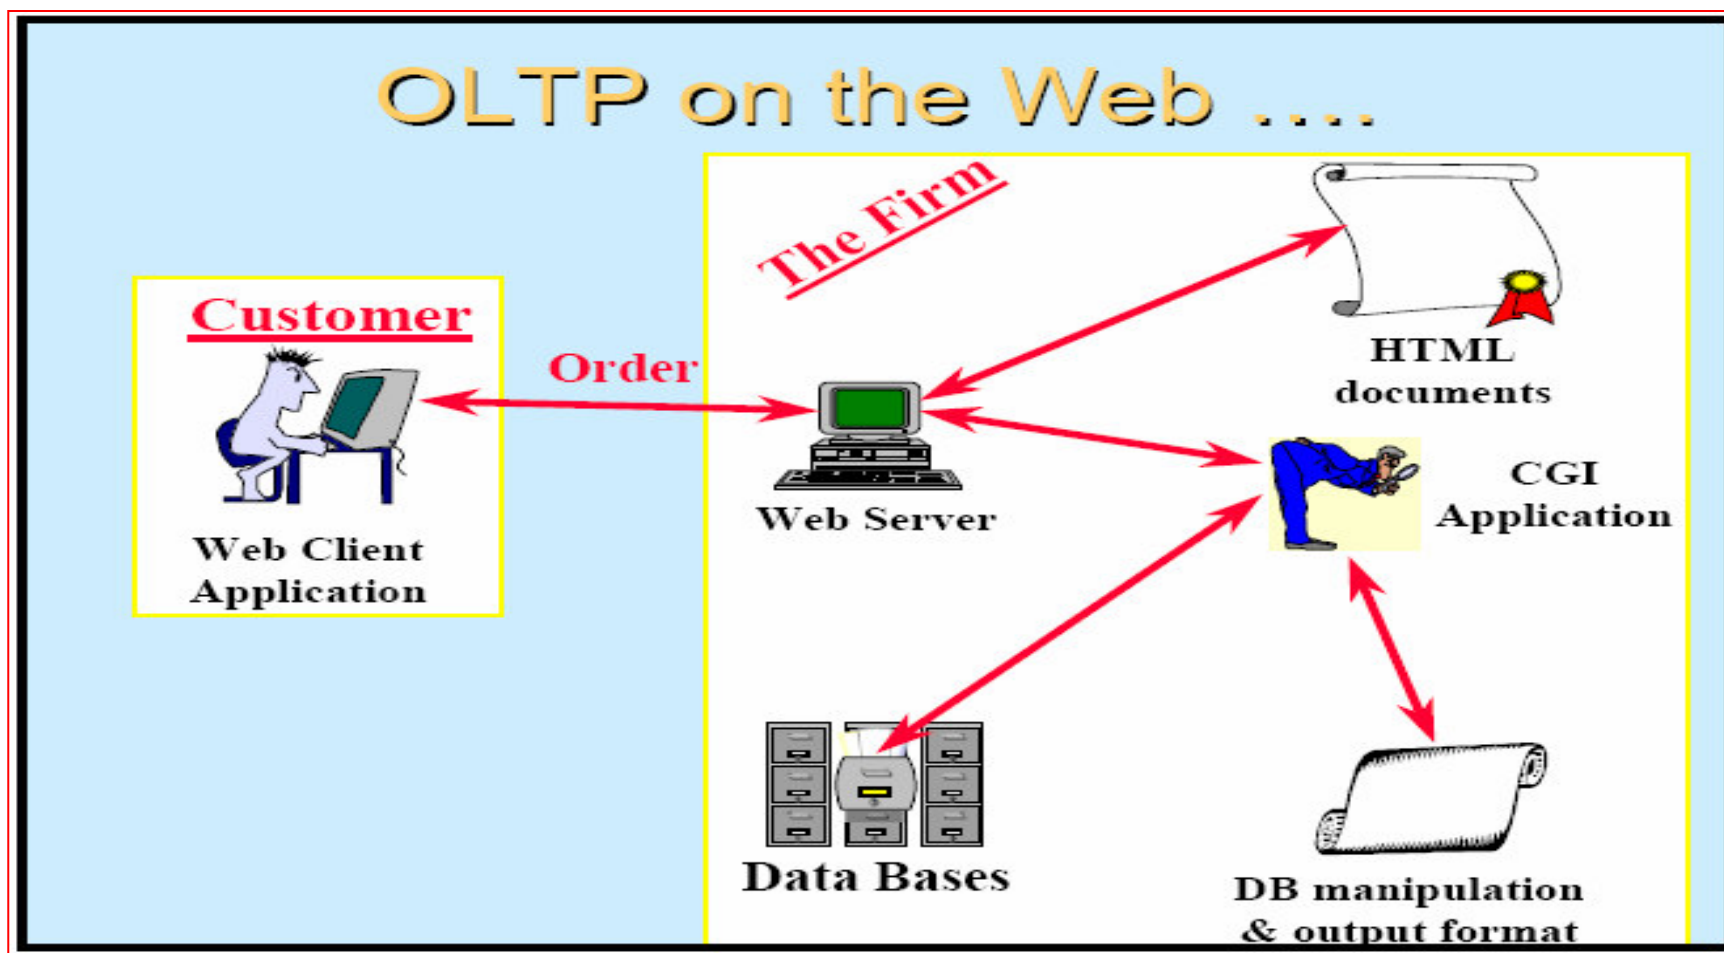 OLTP on the Web ....
The Firm
Customer
Order
HTML
documents
Web Server
CGI
Application
Web Client
Application
Data Bases
DB manipulation
& output format